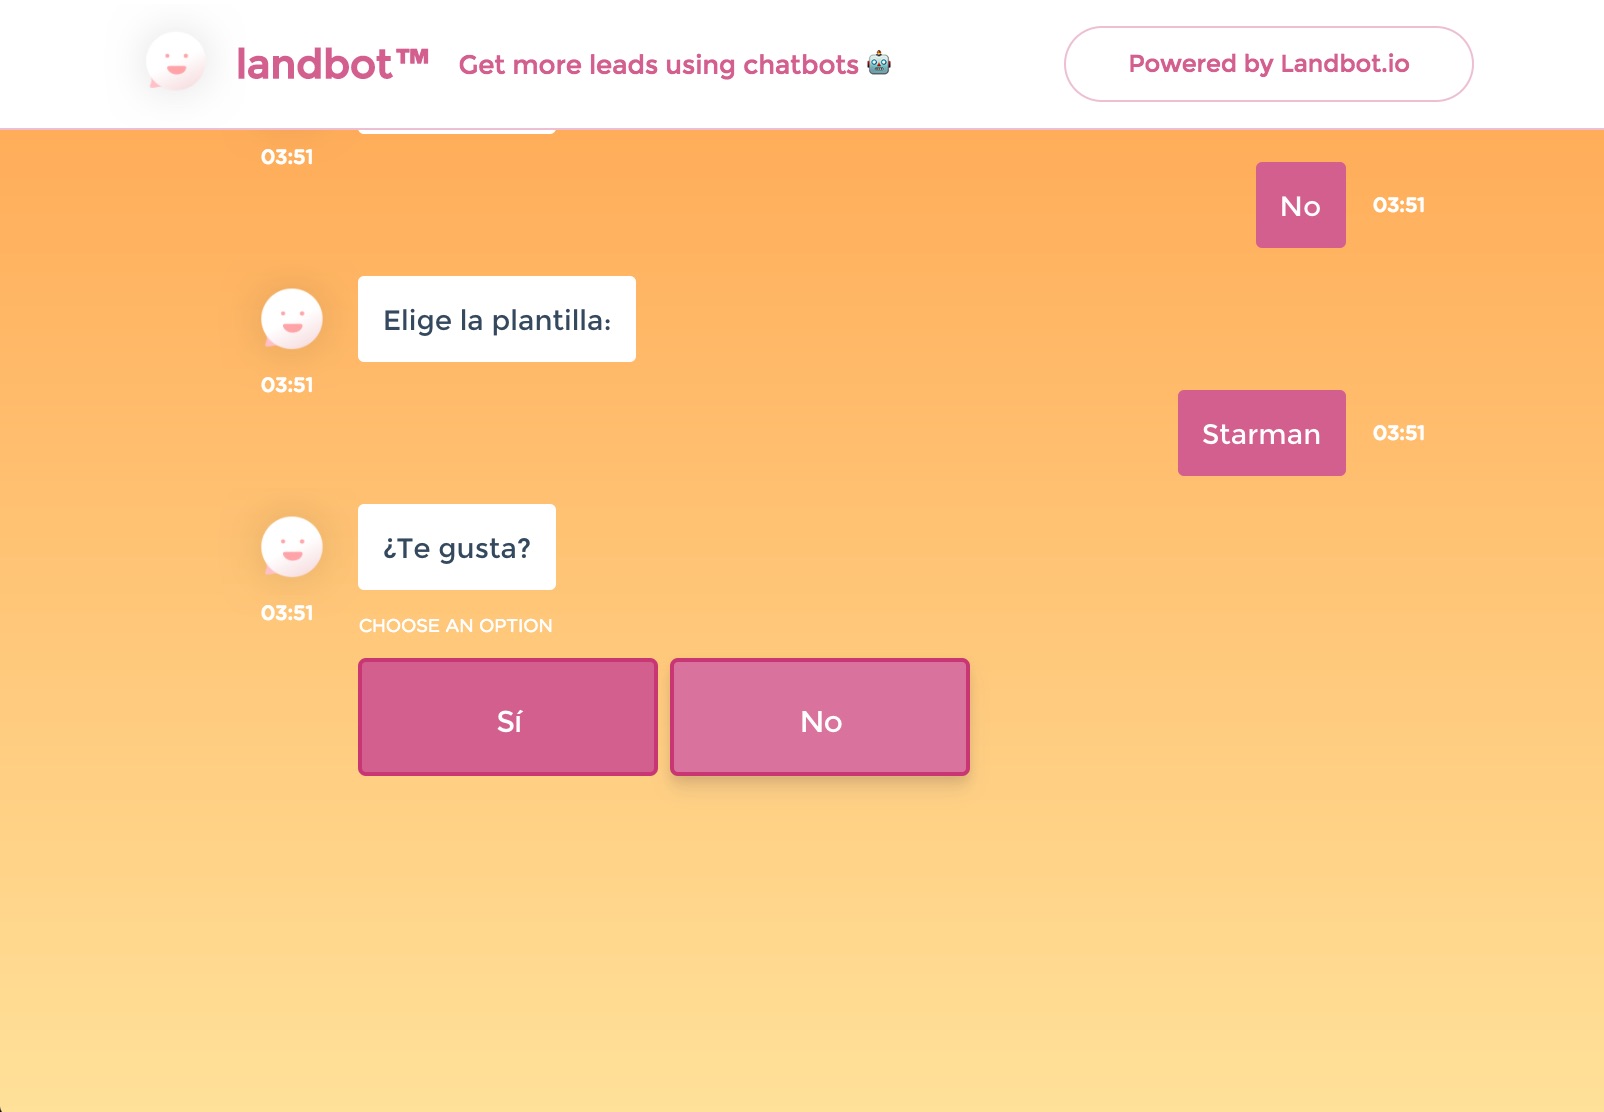 landbot™ Get more leads using chatbots 🤖 Powered by Landbot.io
03:51
No 03:51
Elige la plantilla:
03:51
Starman 03:51
¿Te gusta?
03:51
CHOOSE AN OPTION
Sí No